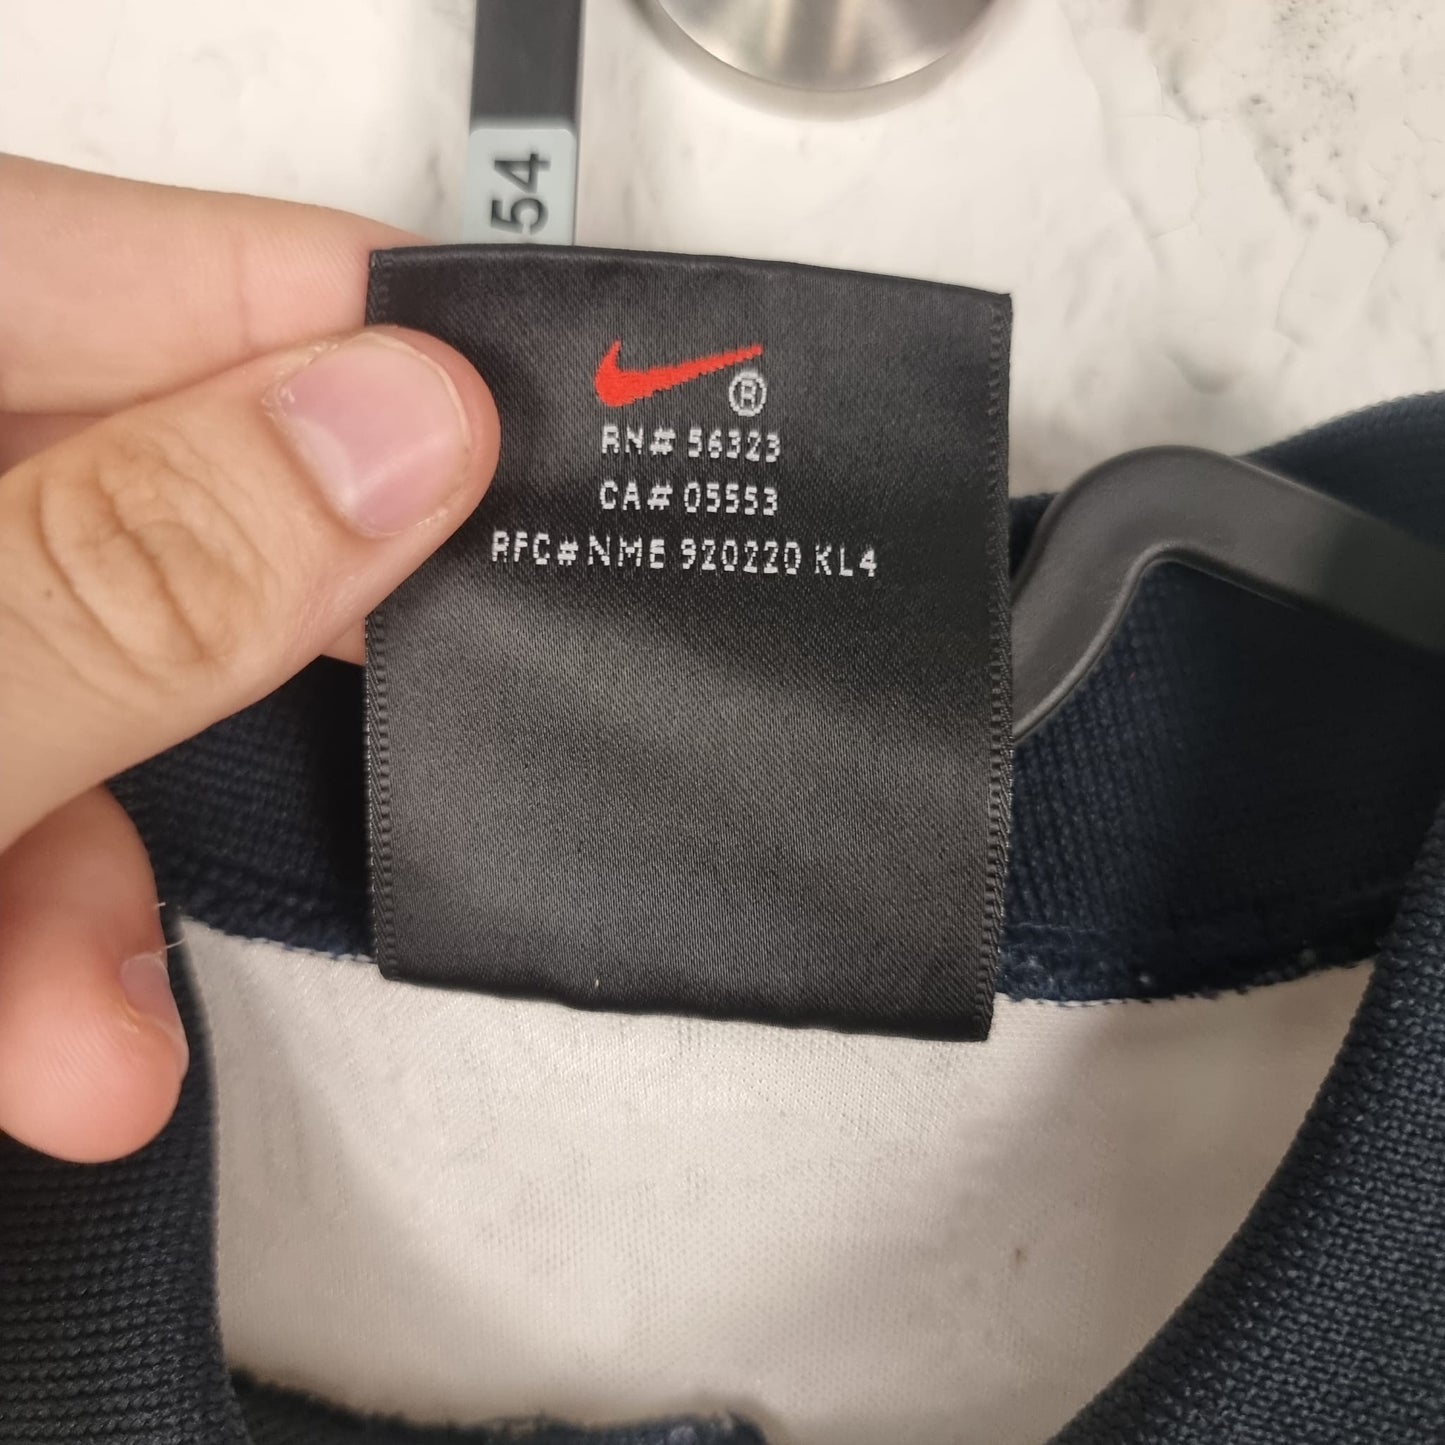 54
®
RN# 56323
CA# 05553
RFC# NME 920220 KL4